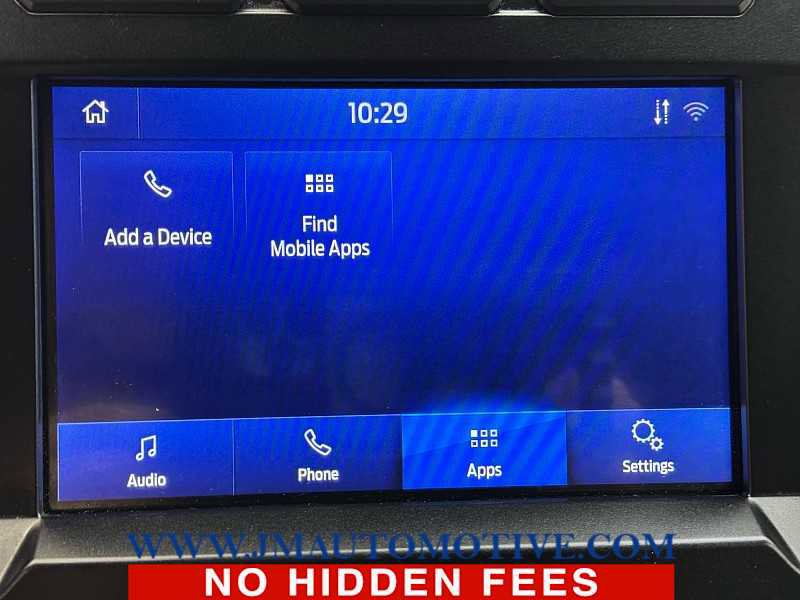 10:29
Add a Device
Find
Mobile Apps
Audio
Phone
Apps
Settings
WWW.JMAUTOMOTIVE.COM
NO HIDDEN FEES